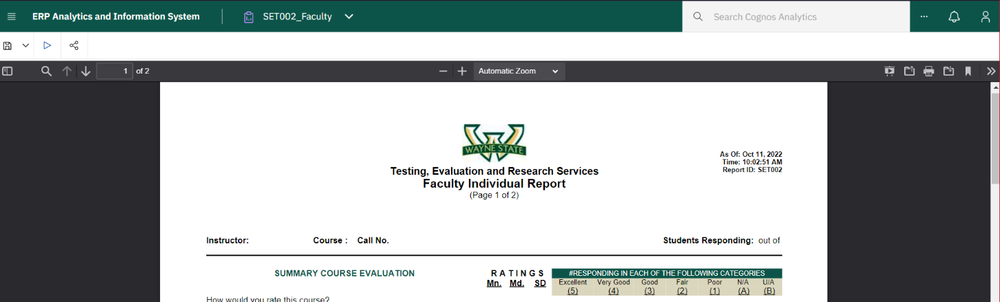 ERP Analytics and Information System
SET002_Faculty
Search Cognos Analytics
1 of 2
Automatic Zoom
WAYNE STATE
As Of: Oct 11, 2022
Time: 10:02:51 AM
Report ID: SET002
Testing, Evaluation and Research Services
Faculty Individual Report
(Page 1 of 2)
Instructor: Course : Call No. Students Responding: out of
SUMMARY COURSE EVALUATION
R A T I N G S
Mn. Md. SD
#RESPONDING IN EACH OF THE FOLLOWING CATEGORIES
Excellent Very Good Good Fair Poor N/A U/A
(5) (4) (3) (2) (1) (A) (B)
How would you rate this course?